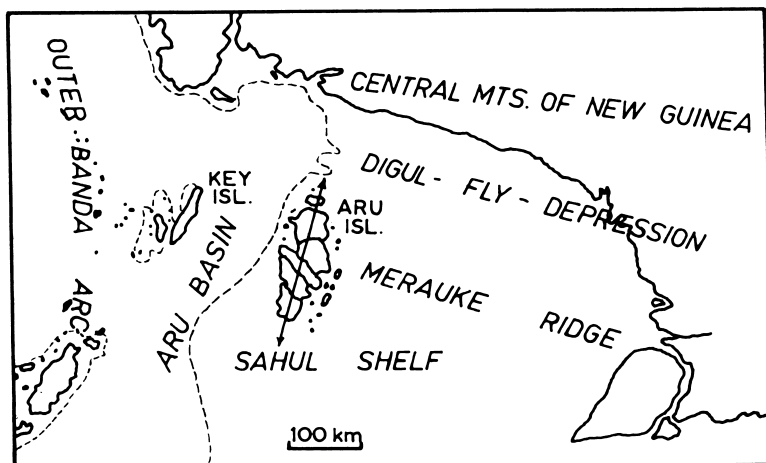 OUTER BANDA ARC
CENTRAL MTS. OF NEW GUINEA
DIGUL - FLY - DEPRESSION
KEY
ISL.
ARU
ISL.
ARU BASIN
MERAUKE RIDGE
SAHUL SHELF
100 km